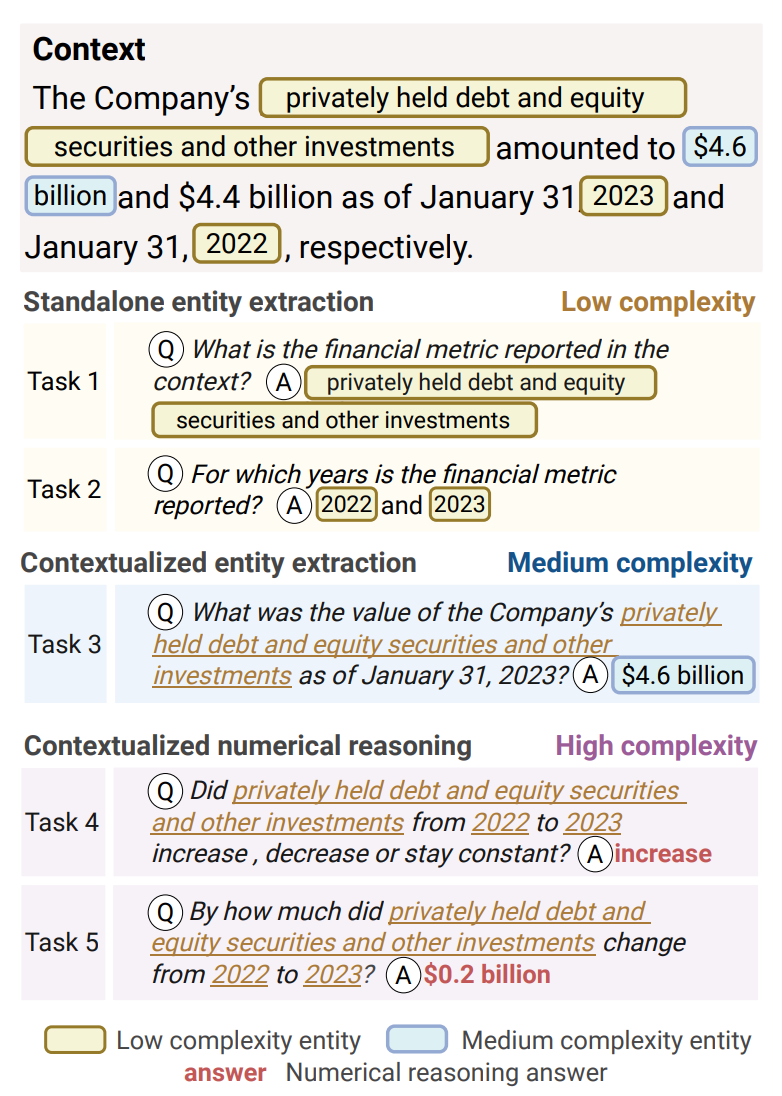 Context
The Company's privately held debt and equity
securities and other investments amounted to $4.6
billion and $4.4 billion as of January 31, 2023 and
January 31, 2022, respectively.
Standalone entity extraction Low complexity
Task 1
Q What is the financial metric reported in the
context? A privately held debt and equity
securities and other investments
Task 2
Q For which years is the financial metric
reported? A 2022 and 2023
Contextualized entity extraction Medium complexity
Task 3
Q What was the value of the Company's privately
held debt and equity securities and other
investments as of January 31, 2023? A $4.6 billion
Contextualized numerical reasoning High complexity
Task 4
Q Did privately held debt and equity securities
and other investments from 2022 to 2023
increase , decrease or stay constant? A increase
Task 5
Q By how much did privately held debt and
equity securities and other investments change
from 2022 to 2023? A $0.2 billion
Low complexity entity Medium complexity entity
answer Numerical reasoning answer